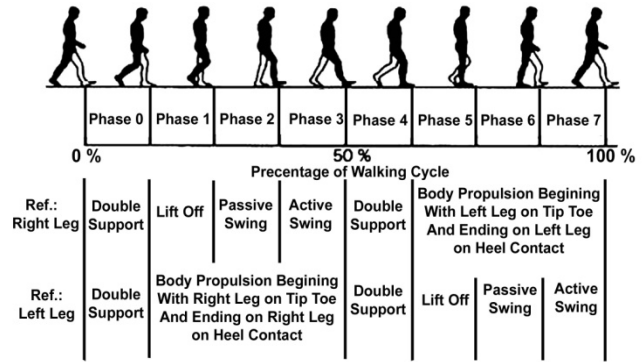 Phase 0 Phase 1 Phase 2 Phase 3 Phase 4 Phase 5 Phase 6 Phase 7
0 % 50 % 100 %
Precentage of Walking Cycle
Ref.:
Right Leg
Double
Support
Lift Off
Passive
Swing
Active
Swing
Double
Support
Body Propulsion Begining
With Left Leg on Tip Toe
And Ending on Left Leg
on Heel Contact
Ref.:
Left Leg
Double
Support
Body Propulsion Begining
With Right Leg on Tip Toe
And Ending on Right Leg
on Heel Contact
Double
Support
Lift Off
Passive
Swing
Active
Swing